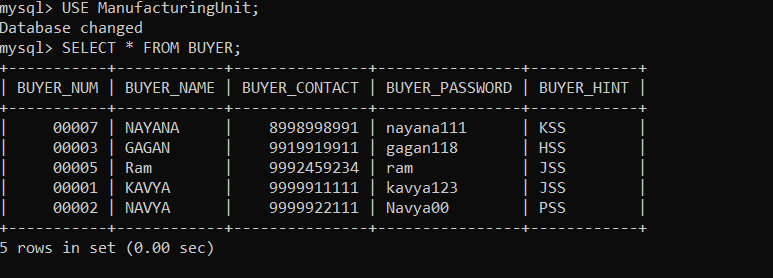 mysql> USE ManufacturingUnit;
Database changed
mysql> SELECT * FROM BUYER;
+-----------+------------+---------------+----------------+------------+
| BUYER_NUM | BUYER_NAME | BUYER_CONTACT | BUYER_PASSWORD | BUYER_HINT |
+-----------+------------+---------------+----------------+------------+
|     00007 | NAYANA     |    8998998991 | nayana111      | KSS        |
|     00003 | GAGAN      |    9919919911 | gagan118       | HSS        |
|     00005 | Ram        |    9992459234 | ram            | JSS        |
|     00001 | KAVYA      |    9999911111 | kavya123       | JSS        |
|     00002 | NAVYA      |    9999922111 | Navya00        | PSS        |
+-----------+------------+---------------+----------------+------------+
5 rows in set (0.00 sec)